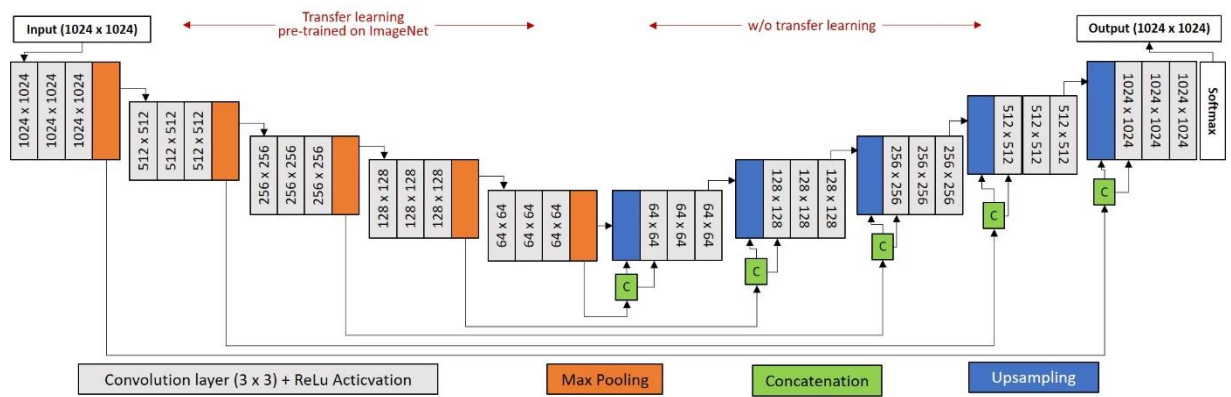 Transfer learning
pre-trained on ImageNet
w/o transfer learning
Input (1024 x 1024)
Output (1024 x 1024)
1024 x 1024
1024 x 1024
1024 x 1024
512 x 512
512 x 512
512 x 512
256 x 256
256 x 256
256 x 256
128 x 128
128 x 128
128 x 128
64 x 64
64 x 64
64 x 64
C
64 x 64
64 x 64
64 x 64
C
128 x 128
128 x 128
128 x 128
C
256 x 256
256 x 256
256 x 256
C
512 x 512
512 x 512
512 x 512
C
1024 x 1024
1024 x 1024
1024 x 1024
Softmax
Convolution layer (3 x 3) + ReLu Acticvation
Max Pooling
Concatenation
Upsampling